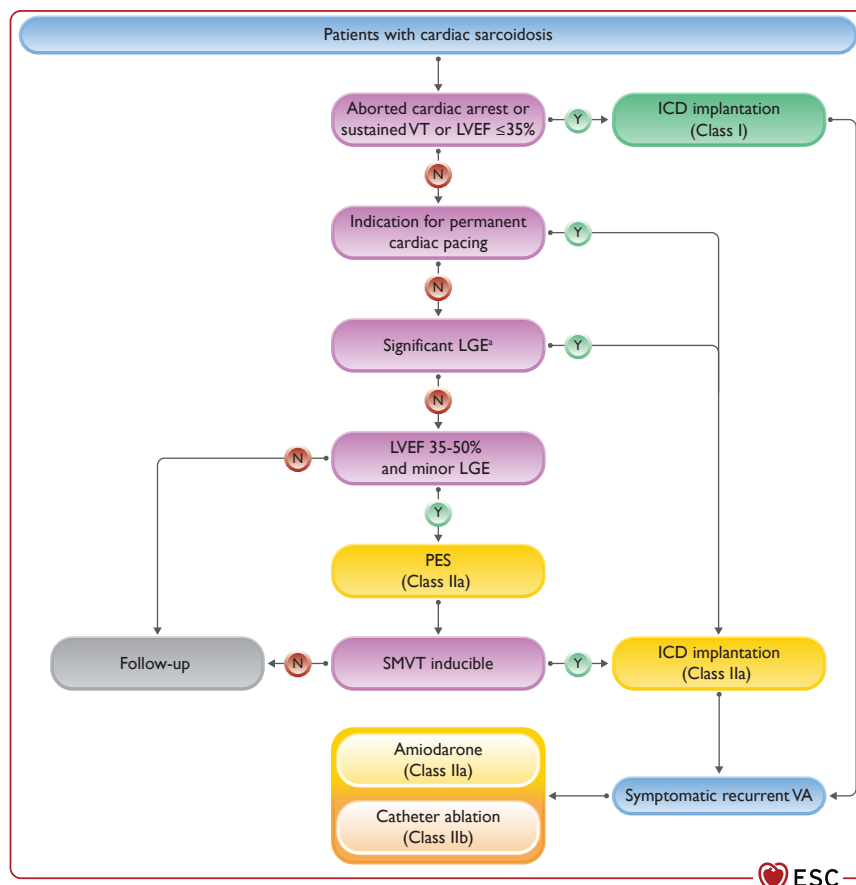 Patients with cardiac sarcoidosis
Aborted cardiac arrest or
sustained VT or LVEF ≤35%
Y
ICD implantation
(Class I)
N
Indication for permanent
cardiac pacing
Y
N
Significant LGEᵃ
Y
N
LVEF 35-50%
and minor LGE
N
Y
PES
(Class IIa)
Follow-up
N
SMVT inducible
Y
ICD implantation
(Class IIa)
Amiodarone
(Class IIa)
Catheter ablation
(Class IIb)
Symptomatic recurrent VA
ESC